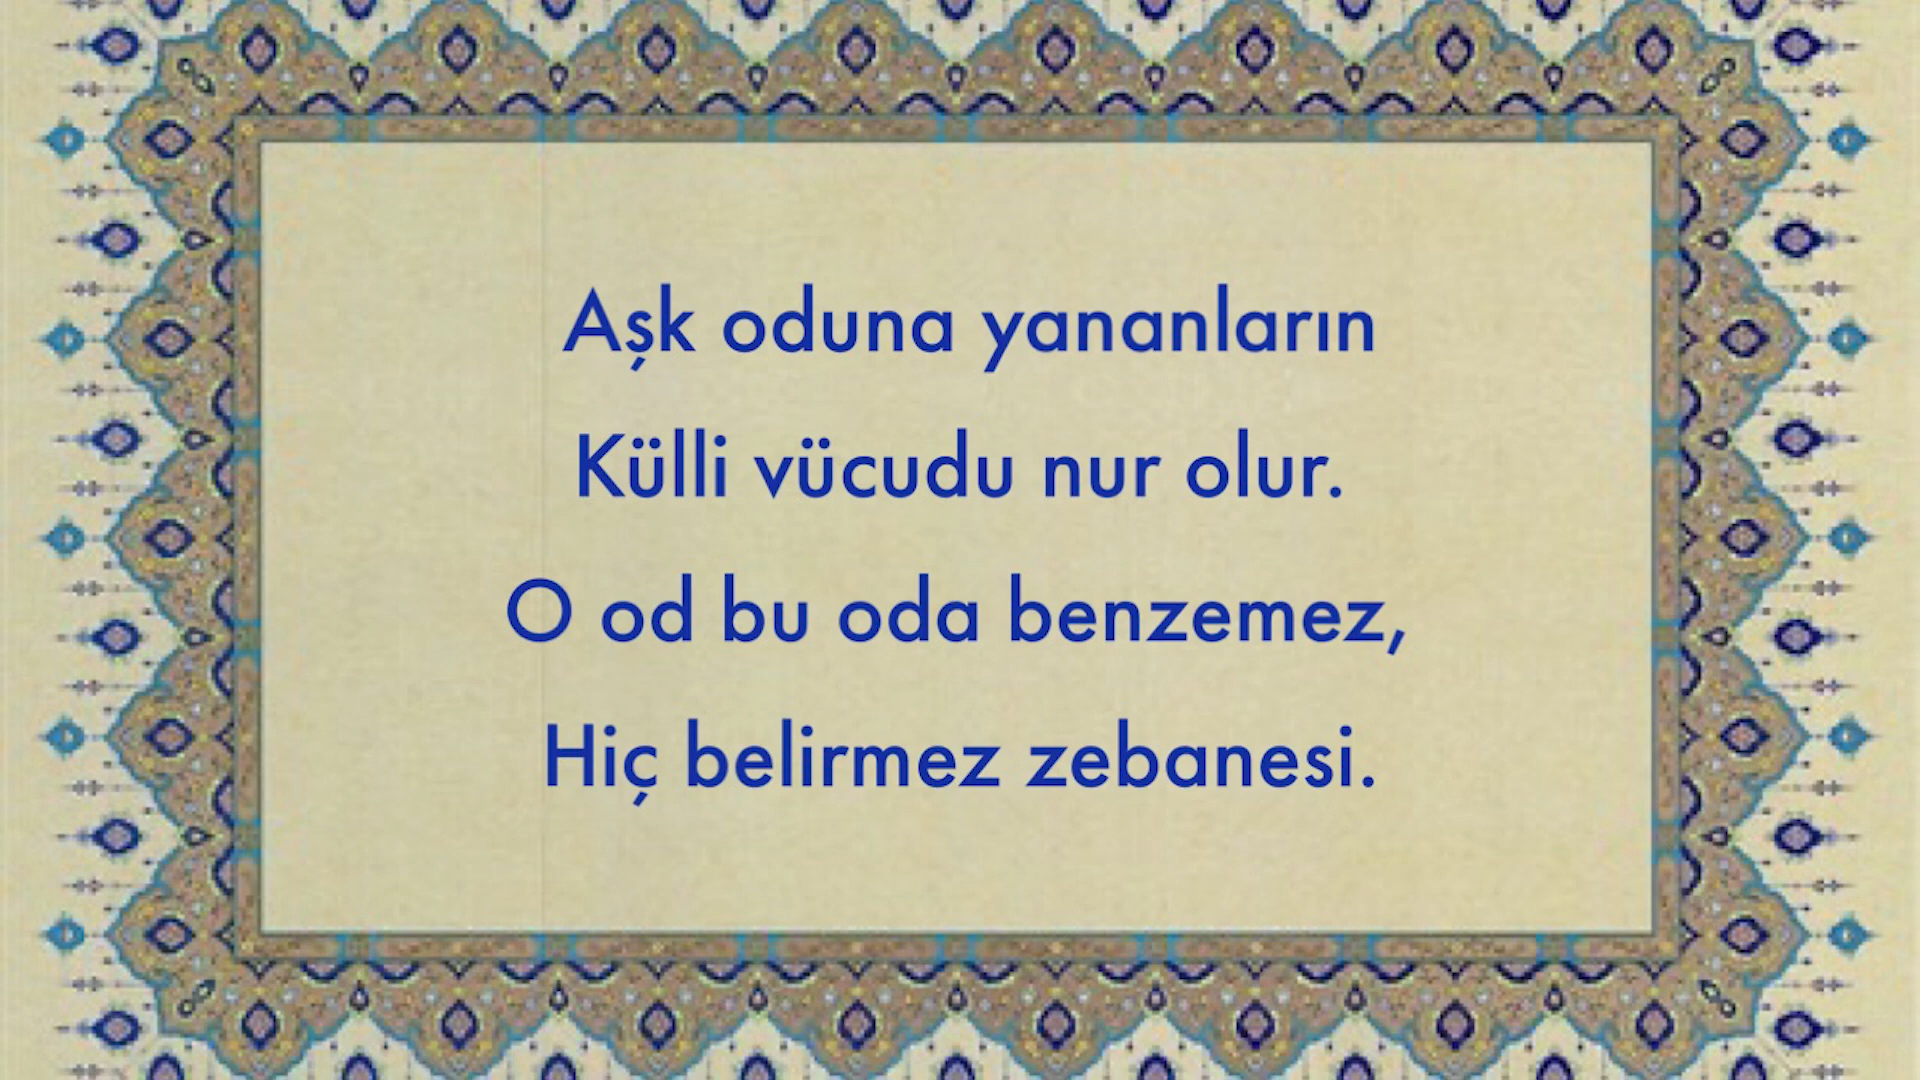 Aşk oduna yananların
Külli vücudu nur olur.
O od bu oda benzemez,
Hiç belirmez zebanesi.